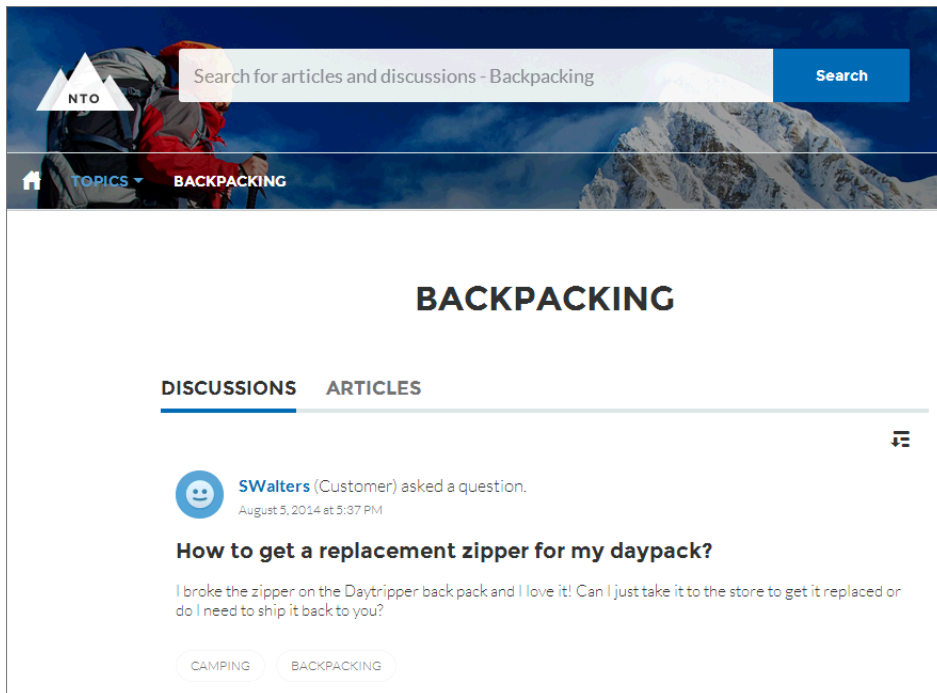 Search for articles and discussions - Backpacking
Search
NTO
TOPICS
BACKPACKING
BACKPACKING
DISCUSSIONS
ARTICLES
SWalters (Customer) asked a question.
August 5, 2014 at 5:37 PM
How to get a replacement zipper for my daypack?
I broke the zipper on the Daytripper back pack and I love it! Can I just take it to the store to get it replaced or
do I need to ship it back to you?
CAMPING
BACKPACKING